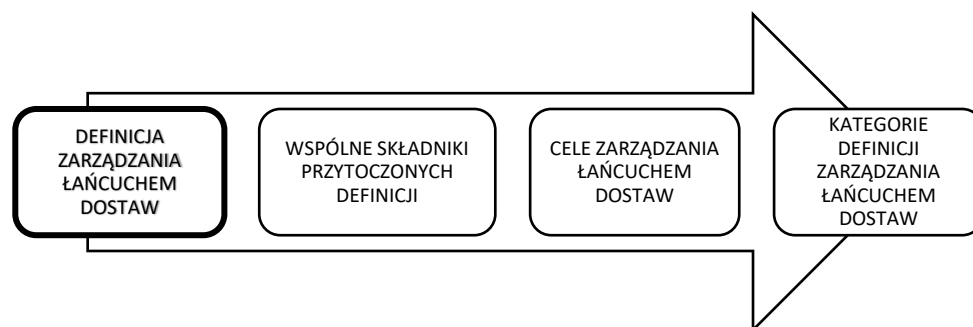 DEFINICJA
ZARZĄDZANIA
ŁAŃCUCHEM
DOSTAW
WSPÓLNE SKŁADNIKI
PRZYTOCZONYCH
DEFINICJI
CELE ZARZĄDZANIA
ŁAŃCUCHEM
DOSTAW
KATEGORIE
DEFINICJI
ZARZĄDZANIA
ŁAŃCUCHEM
DOSTAW